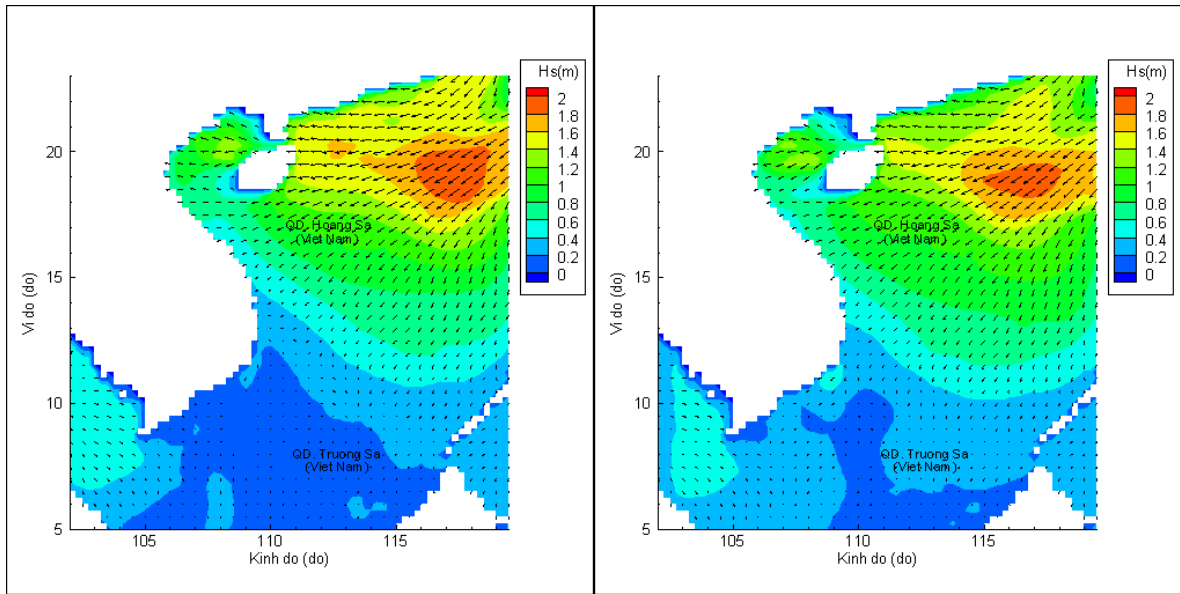 Hs(m)
2
1.8
1.6
1.4
1.2
1
0.8
0.6
0.4
0.2
0
20
15
10
5
Vi do (do)
QD. Hoang Sa
(Viet Nam)
QD. Truong Sa
(Viet Nam)
105
110
115
Kinh do (do)
Hs(m)
2
1.8
1.6
1.4
1.2
1
0.8
0.6
0.4
0.2
0
20
15
10
5
Vi do (do)
QD. Hoang Sa
(Viet Nam)
QD. Truong Sa
(Viet Nam)
105
110
115
Kinh do (do)